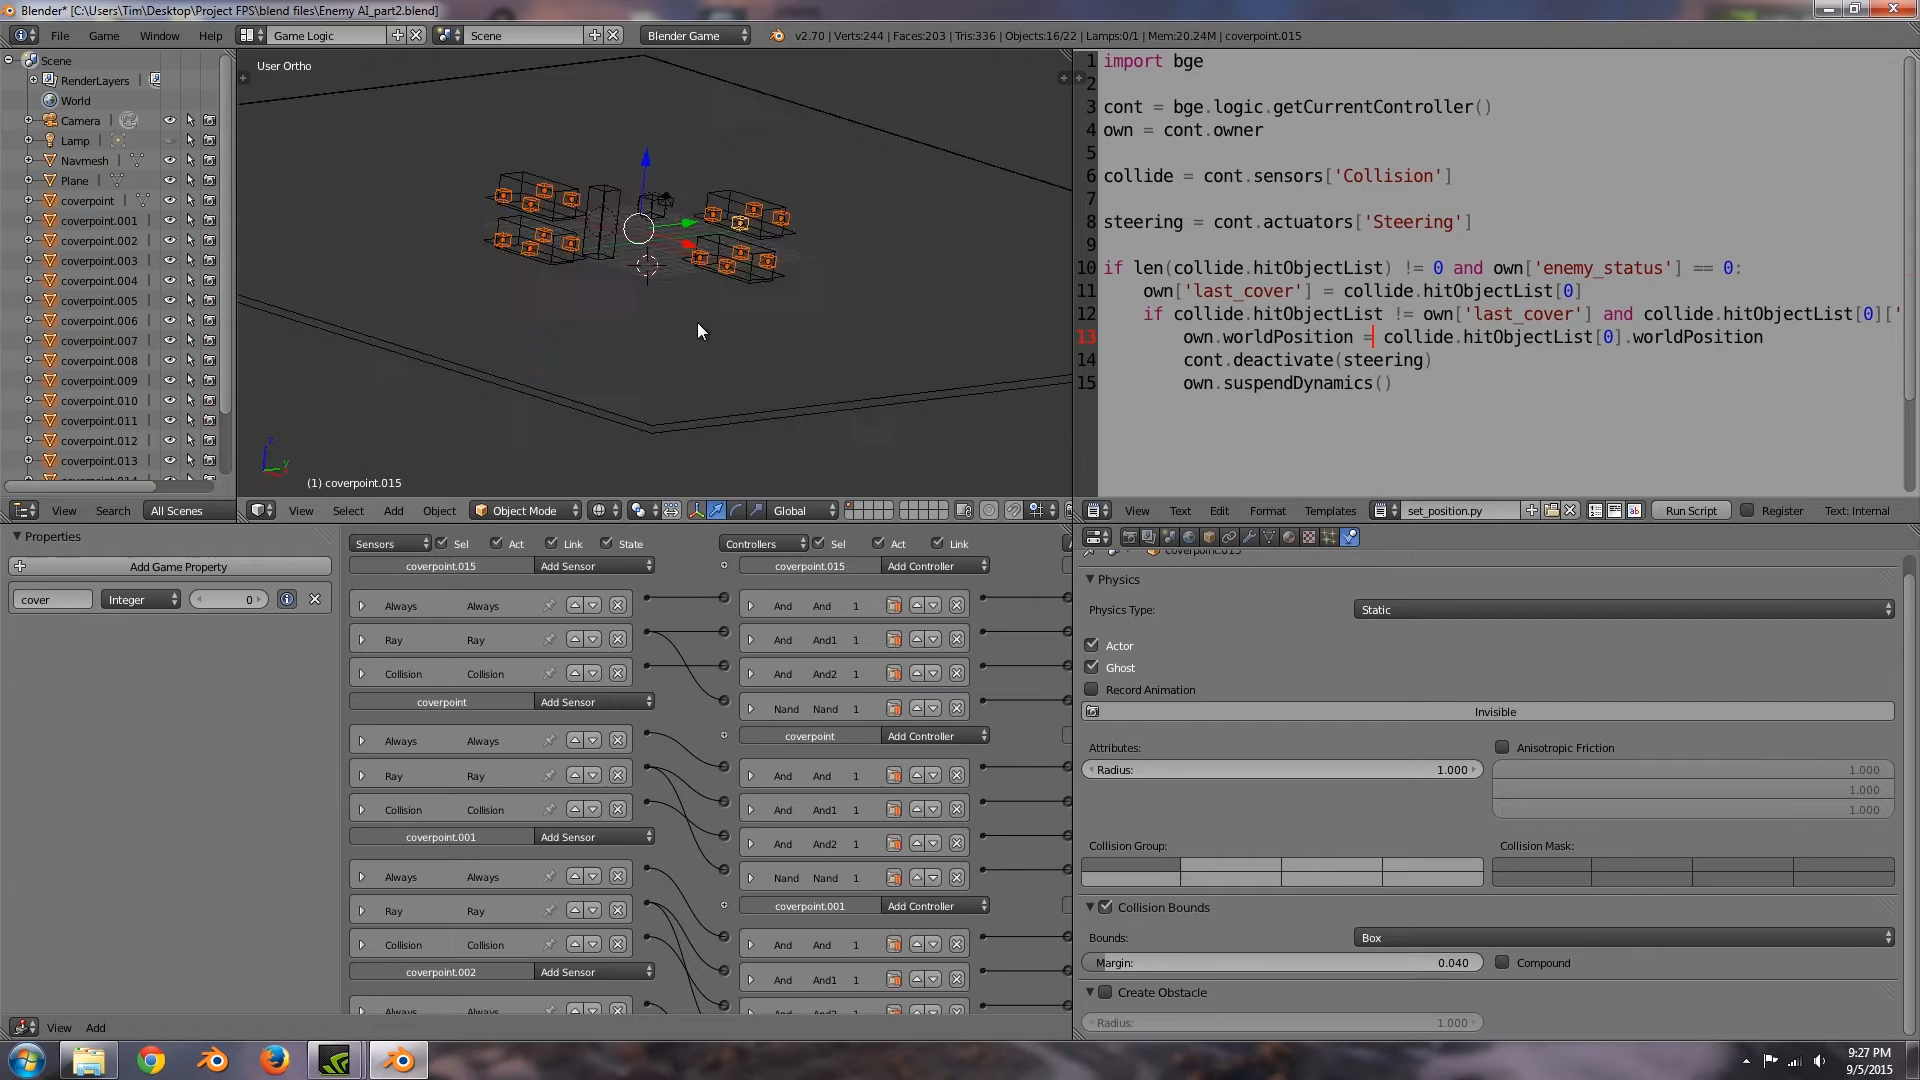 Blender* [C:\Users\Tim\Desktop\Project FPS\blend files\Enemy AI_part2.blend]
File Game Window Help Game Logic Scene Blender Game v2.70 | Verts:244 | Faces:203 | Tris:336 | Objects:16/22 | Lamps:0/1 | Mem:20.24M | coverpoint.015
Scene
RenderLayers
World
Camera
Lamp
Navmesh
Plane
coverpoint
coverpoint.001
coverpoint.002
coverpoint.003
coverpoint.004
coverpoint.005
coverpoint.006
coverpoint.007
coverpoint.008
coverpoint.009
coverpoint.010
coverpoint.011
coverpoint.012
coverpoint.013
View Search All Scenes
User Ortho
z
y
(1) coverpoint.015
View Select Add Object Object Mode Global
1 import bge
2
3 cont = bge.logic.getCurrentController()
4 own = cont.owner
5
6 collide = cont.sensors['Collision']
7
8 steering = cont.actuators['Steering']
9
10 if len(collide.hitObjectList) != 0 and own['enemy_status'] == 0:
11 own['last_cover'] = collide.hitObjectList[0]
12 if collide.hitObjectList != own['last_cover'] and collide.hitObjectList[0]['
13 own.worldPosition = collide.hitObjectList[0].worldPosition
14 cont.deactivate(steering)
15 own.suspendDynamics()
View Text Edit Format Templates set_position.py Run Script Register Text: Internal
Properties
Add Game Property
cover Integer 0
Sensors Sel Act Link State
coverpoint.015 Add Sensor
Always Always
Ray Ray
Collision Collision
coverpoint Add Sensor
Always Always
Ray Ray
Collision Collision
coverpoint.001 Add Sensor
Always Always
Ray Ray
Collision Collision
coverpoint.002 Add Sensor
Always Always
Controllers Sel Act Link
coverpoint.015 Add Controller
And And 1
And And1 1
And And2 1
Nand Nand 1
coverpoint Add Controller
And And 1
And And1 1
And And2 1
Nand Nand 1
coverpoint.001 Add Controller
And And 1
And And1 1
And And2 1
View Add
coverpoint.015
Physics
Physics Type: Static
Actor
Ghost
Record Animation
Invisible
Attributes: Anisotropic Friction
Radius: 1.000 1.000
1.000
1.000
Collision Group: Collision Mask:
Collision Bounds
Bounds: Box
Margin: 0.040 Compound
Create Obstacle
Radius: 1.000
9:27 PM
9/5/2015